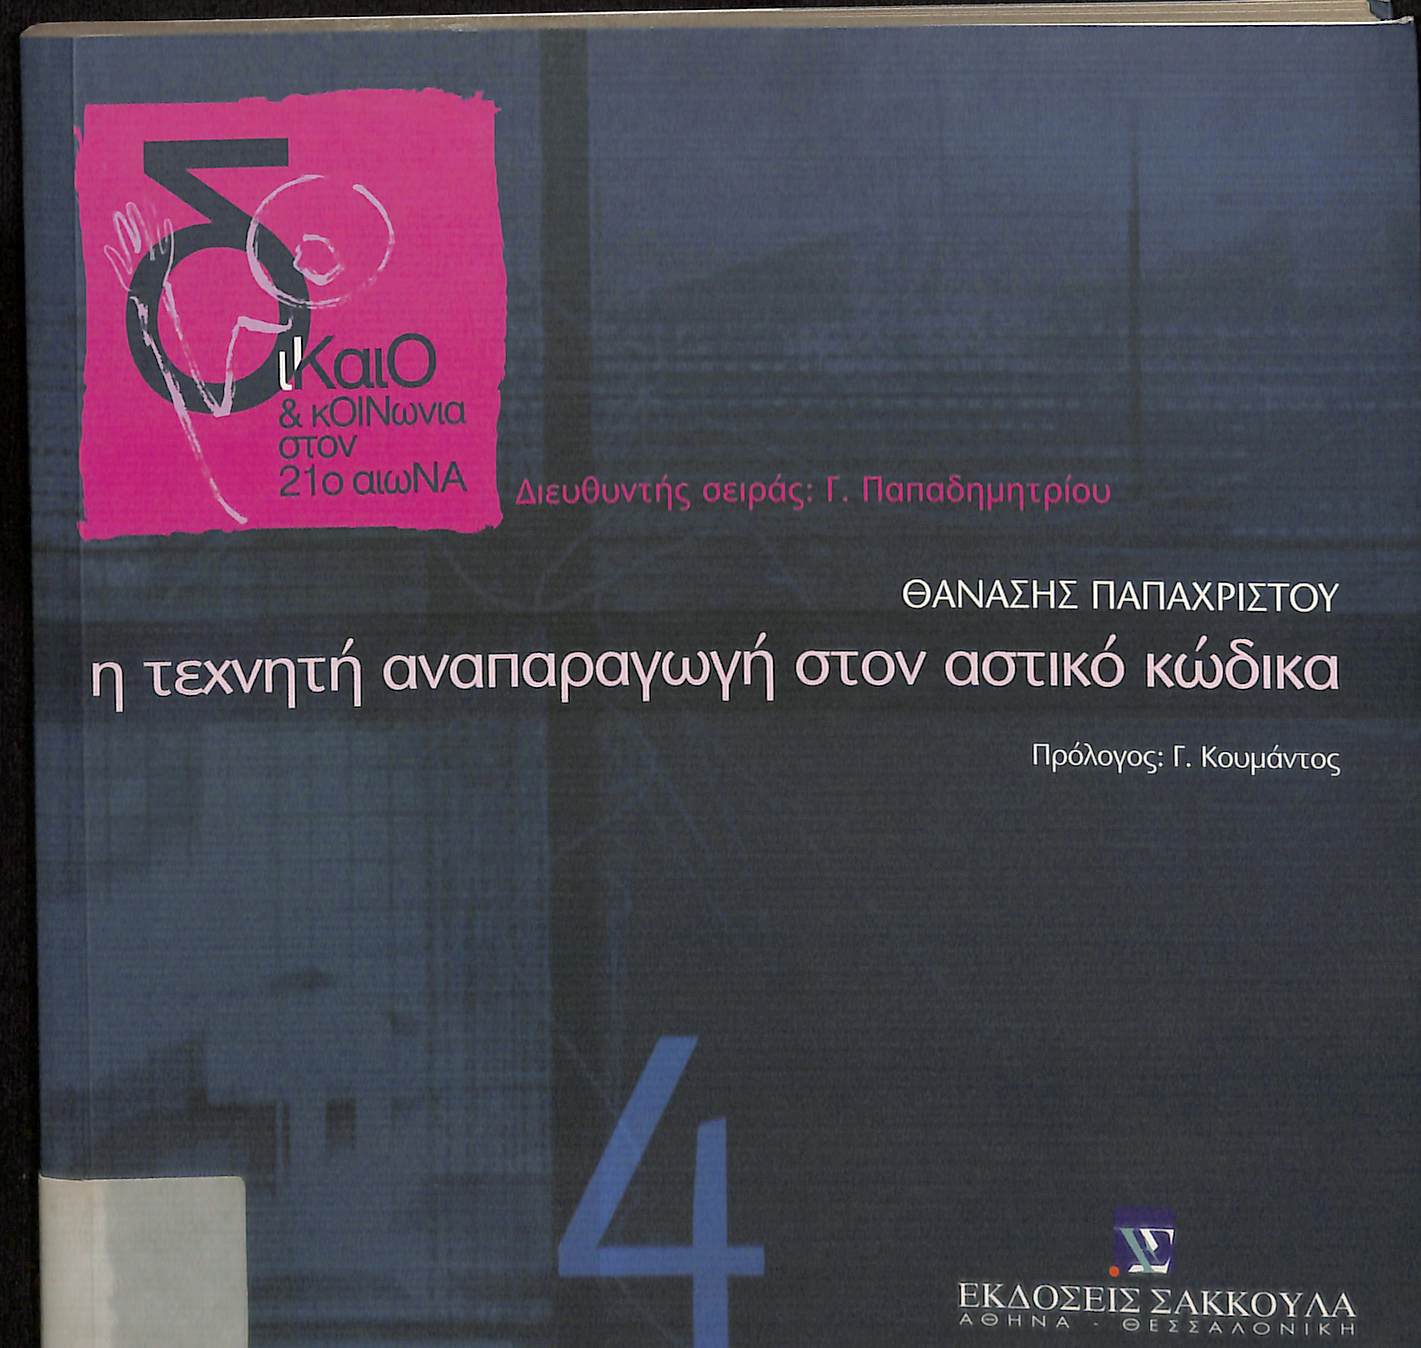 δικαιο
& κΟΙΝωνια
στον
21ο αιωΝΑ
Διευθυντής σειράς: Γ. Παπαδημητρίου
ΘΑΝΑΣΗΣ ΠΑΠΑΧΡΙΣΤΟΥ
η τεχνητή αναπαραγωγή στον αστικό κώδικα
Πρόλογος: Γ. Κουμάντος
4
ΕΚΔΟΣΕΙΣ ΣΑΚΚΟΥΛΑ
ΑΘΗΝΑ - ΘΕΣΣΑΛΟΝΙΚΗ